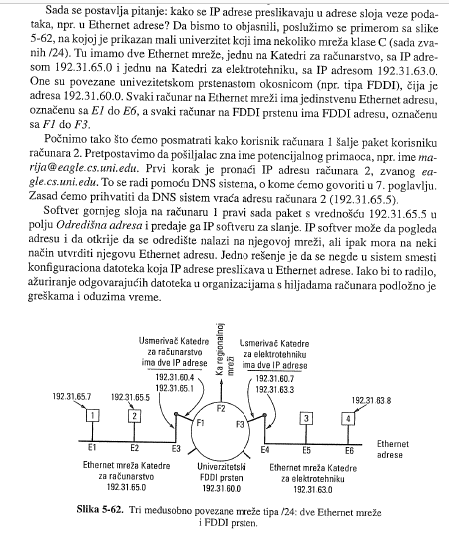 Sada se postavlja pitanje: kako se IP adrese preslikavaju u adrese sloja veze poda-
taka, npr. u Ethernet adrese? Da bismo to objasnili, poslužimo se primerom sa slike
5-62, na kojoj je prikazan mali univerzitet koji ima nekoliko mreža klase C (sada zva-
nih /24). Tu imamo dve Ethernet mreže, jednu na Katedri za računarstvo, sa IP adre-
som 192.31.65.0 i jednu na Katedri za elektrotehniku, sa IP adresom 192.31.63.0.
One su povezane univezitetskom prstenastom okosnicom (npr. tipa FDDI), čija je
adresa 192.31.60.0. Svaki računar na Ethernet mreži ima jedinstvenu Ethernet adresu,
označenu sa E1 do E6, a svaki računar na FDDI prstenu ima FDDI adresu, označenu
sa F1 do F3.
Počnimo tako što ćemo posmatrati kako korisnik računara 1 šalje paket korisniku
računara 2. Pretpostavimo da pošiljalac zna ime potencijalnog primaoca, npr. ime ma-
rija@eagle.cs.uni.edu. Prvi korak je pronaći IP adresu računara 2, zvanog ea-
gle.cs.uni.edu. To se radi pomoću DNS sistema, o kome ćemo govoriti u 7. poglavlju.
Zasad ćemo prihvatiti da DNS sistem vraća adresu računara 2 (192.31.65.5).
Softver gornjeg sloja na računaru 1 pravi sada paket s vrednošću 192.31.65.5 u
polju Odredišna adresa i predaje ga IP softveru za slanje. IP softver može da pogleda
adresu i da otkrije da se odredište nalazi na njegovoj mreži, ali ipak mora na neki
način utvrditi njegovu Ethernet adresu. Jedno rešenje je da se negde u sistem smesti
konfiguraciona datoteka koja IP adrese preslikava u Ethernet adrese. Iako bi to radilo,
ažuriranje odgovarajućih datoteka u organizacijama s hiljadama računara podložno je
greškama i oduzima vreme.
Usmerivač Katedre
za računarstvo
ima dve IP adrese
192.31.60.4
192.31.65.1
Ka regionalnoj
mreži
Usmerivač Katedre
za elektrotehniku
ima dve IP adrese
192.31.60.7
192.31.63.3
192.31.65.7
192.31.65.5
192.31.63.8
1
2
F1
F2
F3
3
4
E1
E2
E3
E4
E5
E6
Ethernet
adrese
Ethernet mreža Katedre
za računarstvo
192.31.65.0
Univerzitetski
FDDI prsten
192.31.60.0
Ethernet mreža Katedre
za elektrotehniku
192.31.63.0
Slika 5-62. Tri međusobno povezane mreže tipa /24: dve Ethernet mreže
i FDDI prsten.